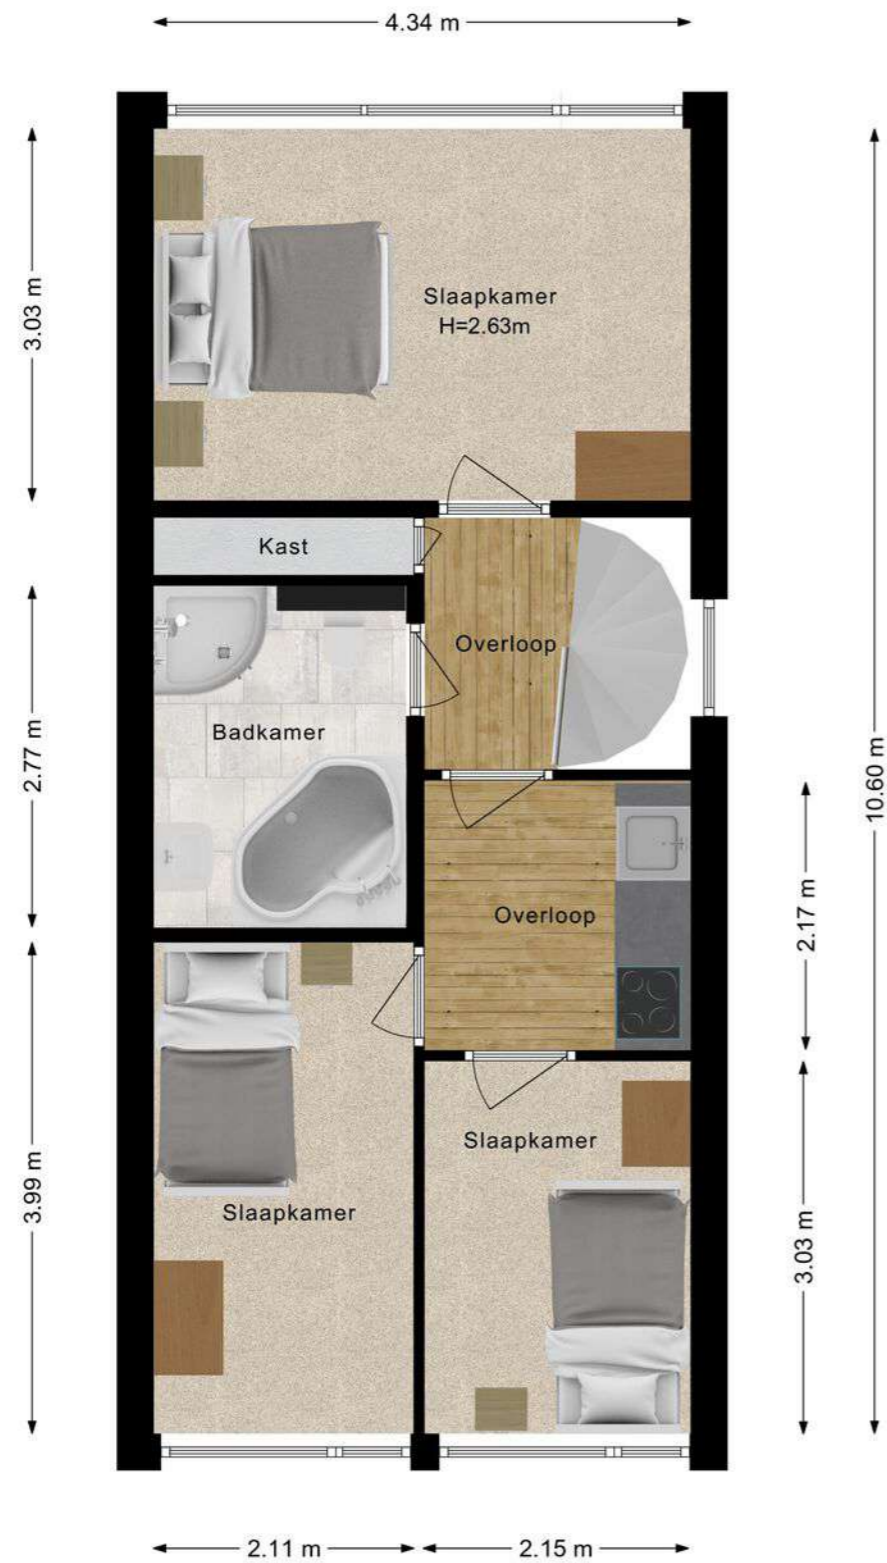 4.34 m
3.03 m
Slaapkamer
H=2.63m
Kast
Overloop
Badkamer
2.77 m
10.60 m
2.17 m
Overloop
Slaapkamer
3.99 m
Slaapkamer
3.03 m
2.11 m
2.15 m